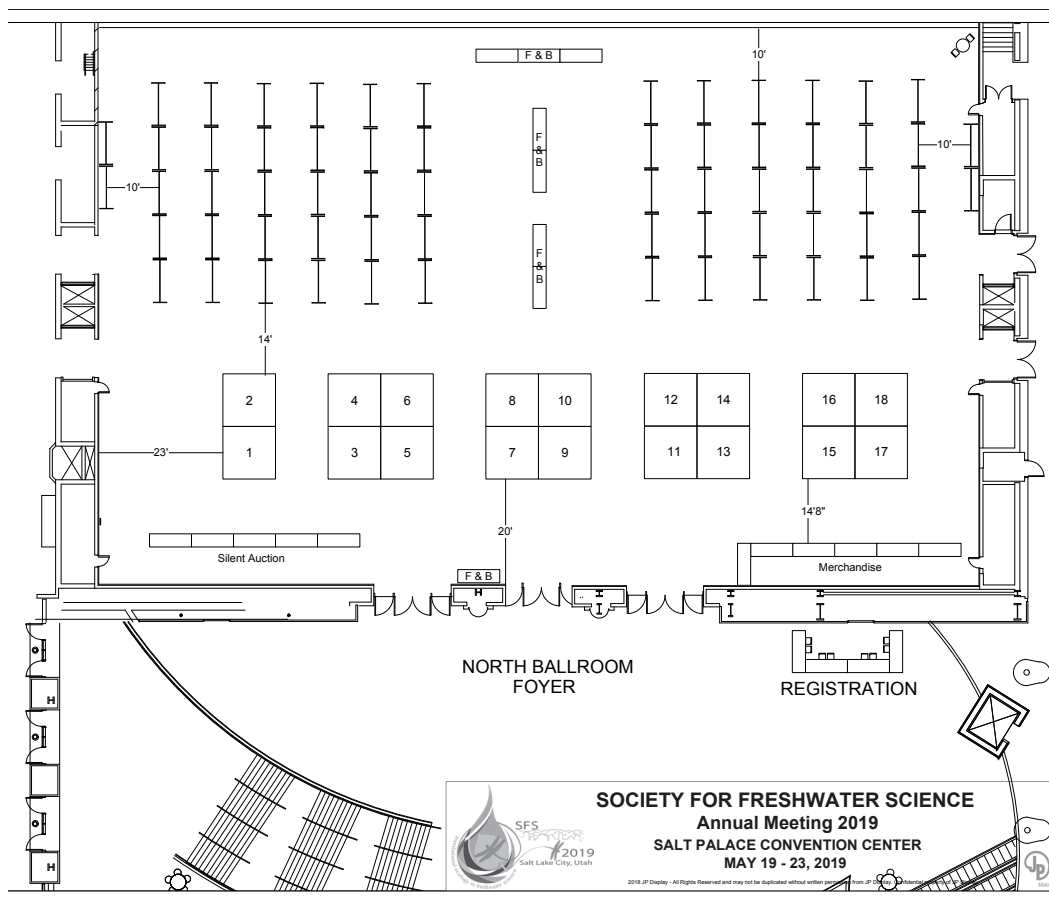 F & B
10'
F
&
B
10'
10'
F
&
B
14'
2
4
6
8
10
12
14
16
18
1
3
5
7
9
11
13
15
17
23'
20'
14'8"
Silent Auction
Merchandise
F & B
H
NORTH BALLROOM
FOYER
REGISTRATION
H
H
SFS
2019
Salt Lake City, Utah
SOCIETY FOR FRESHWATER SCIENCE
Annual Meeting 2019
SALT PALACE CONVENTION CENTER
MAY 19 - 23, 2019
2018 JP Display - All Rights Reserved and may not be duplicated without written
from JP Display.